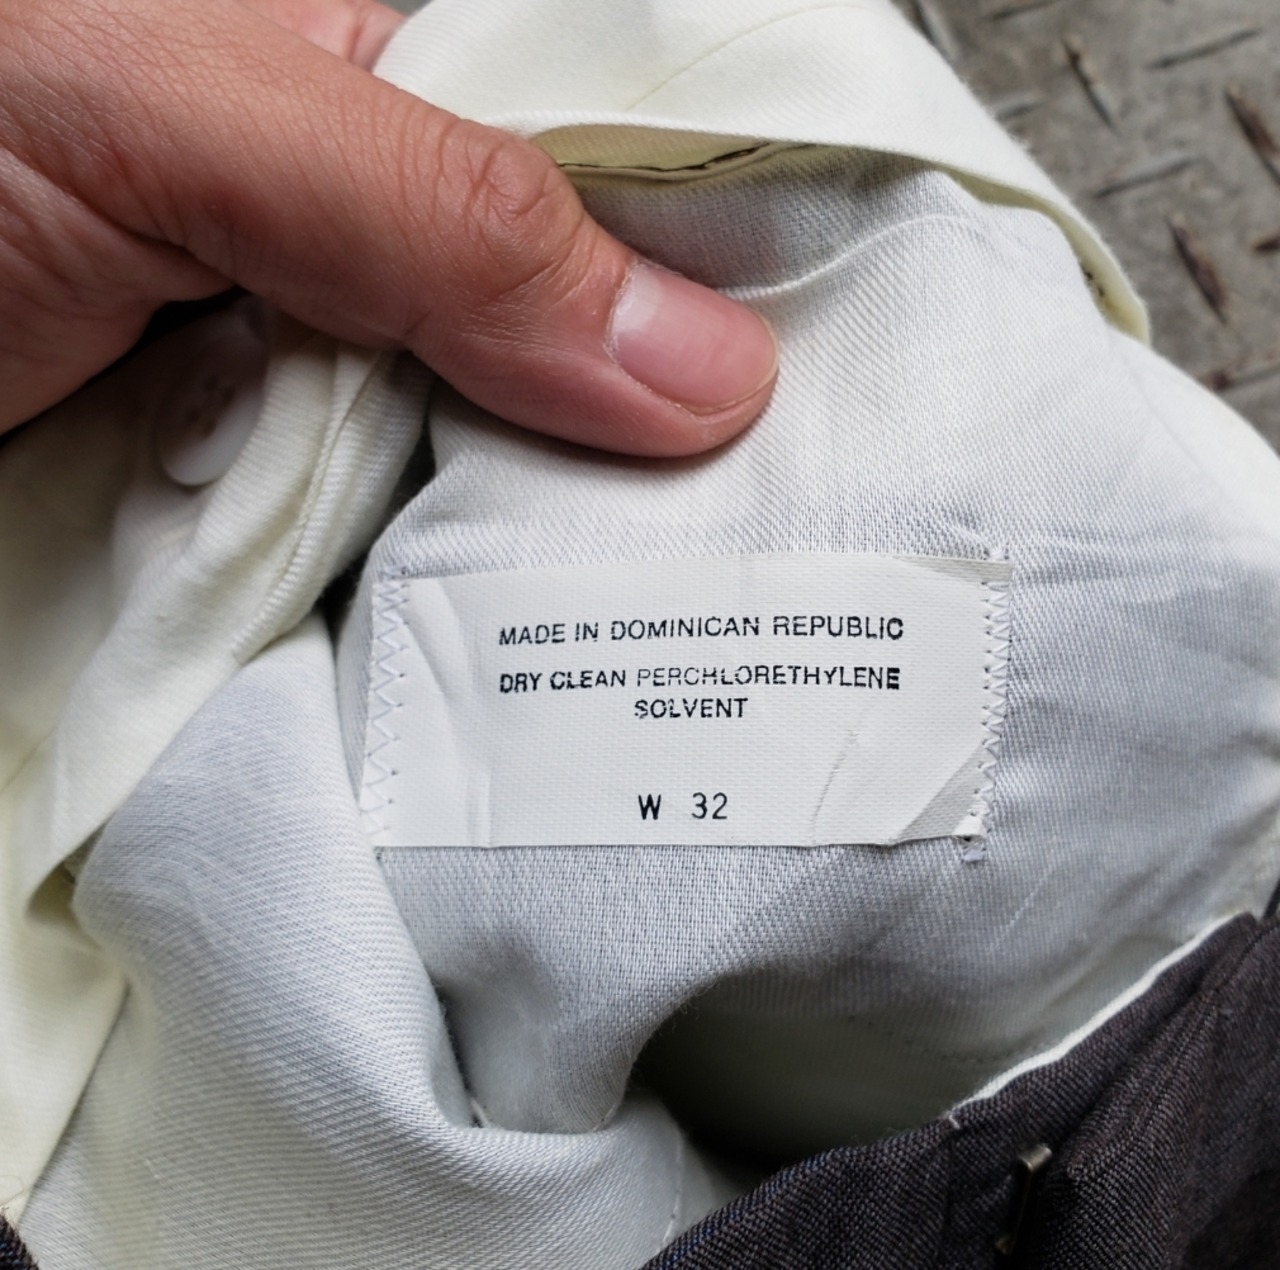 MADE IN DOMINICAN REPUBLIC
DRY CLEAN PERCHLORETHYLENE
SOLVENT
W 32